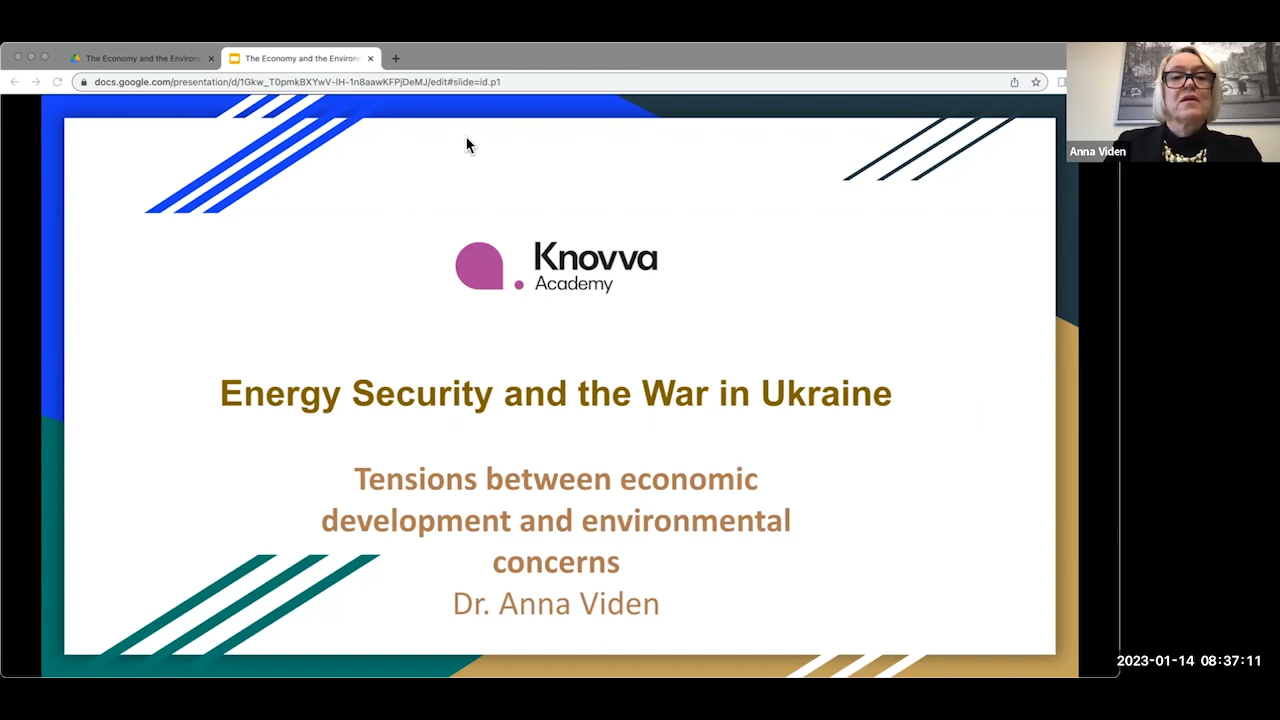 The Economy and the Environ
The Economy and the Environ
docs.google.com/presentation/d/1Gkw_T0pmkBXYwV-IH-1n8aawKFPjDeMJ/edit#slide=id.p1
Anna Viden
Knovva
Academy
Energy Security and the War in Ukraine
Tensions between economic
development and environmental
concerns
Dr. Anna Viden
2023-01-14 08:37:11